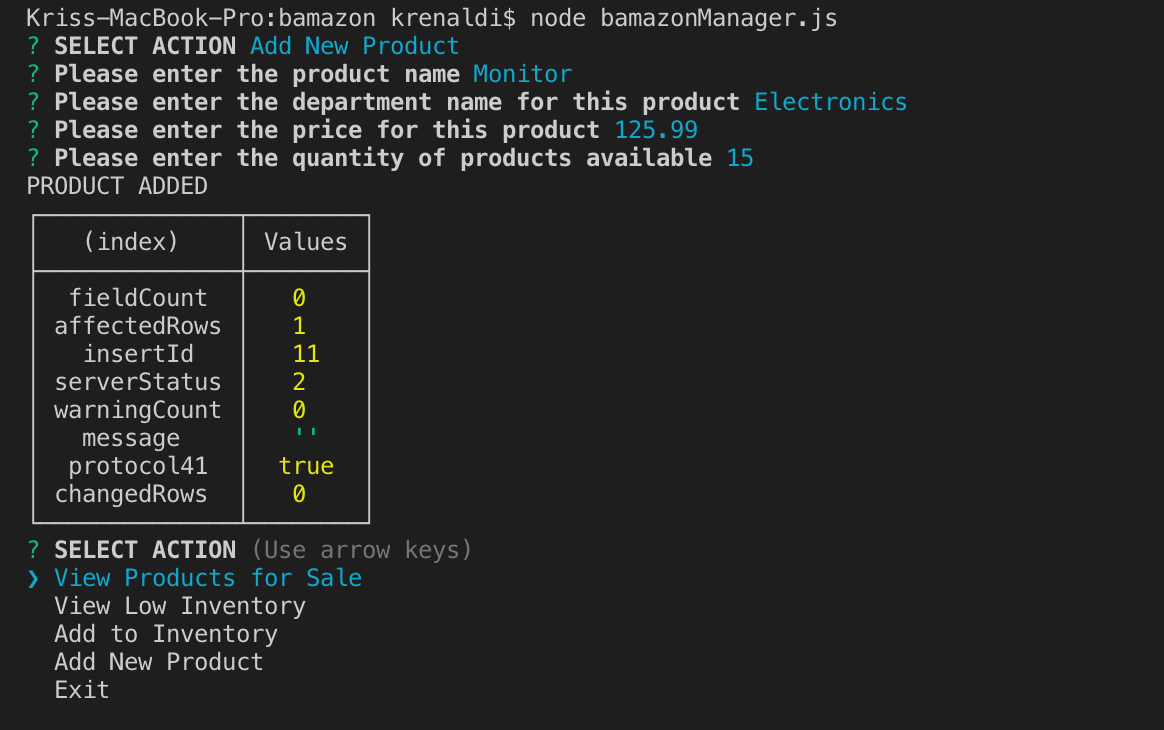 Kriss-MacBook-Pro:bamazon krenaldi$ node bamazonManager.js
? SELECT ACTION Add New Product
? Please enter the product name Monitor
? Please enter the department name for this product Electronics
? Please enter the price for this product 125.99
? Please enter the quantity of products available 15
PRODUCT ADDED
(index) Values
fieldCount 0
affectedRows 1
insertId 11
serverStatus 2
warningCount 0
message ''
protocol41 true
changedRows 0
? SELECT ACTION (Use arrow keys)
❯ View Products for Sale
View Low Inventory
Add to Inventory
Add New Product
Exit